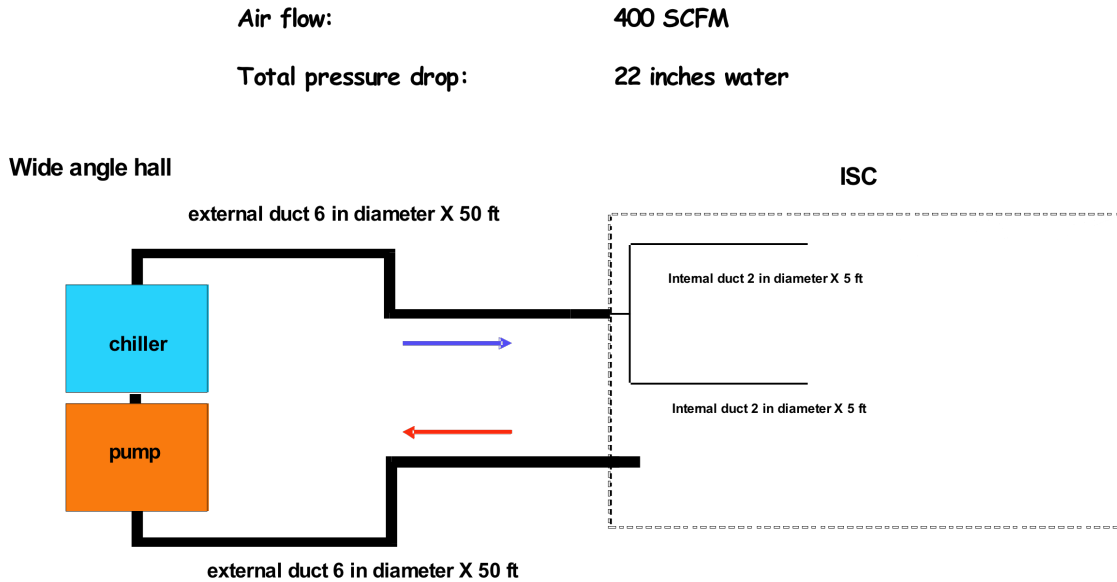 Air flow: 400 SCFM
Total pressure drop: 22 inches water
Wide angle hall
ISC
external duct 6 in diameter X 50 ft
Internal duct 2 in diameter X 5 ft
chiller
Internal duct 2 in diameter X 5 ft
pump
external duct 6 in diameter X 50 ft